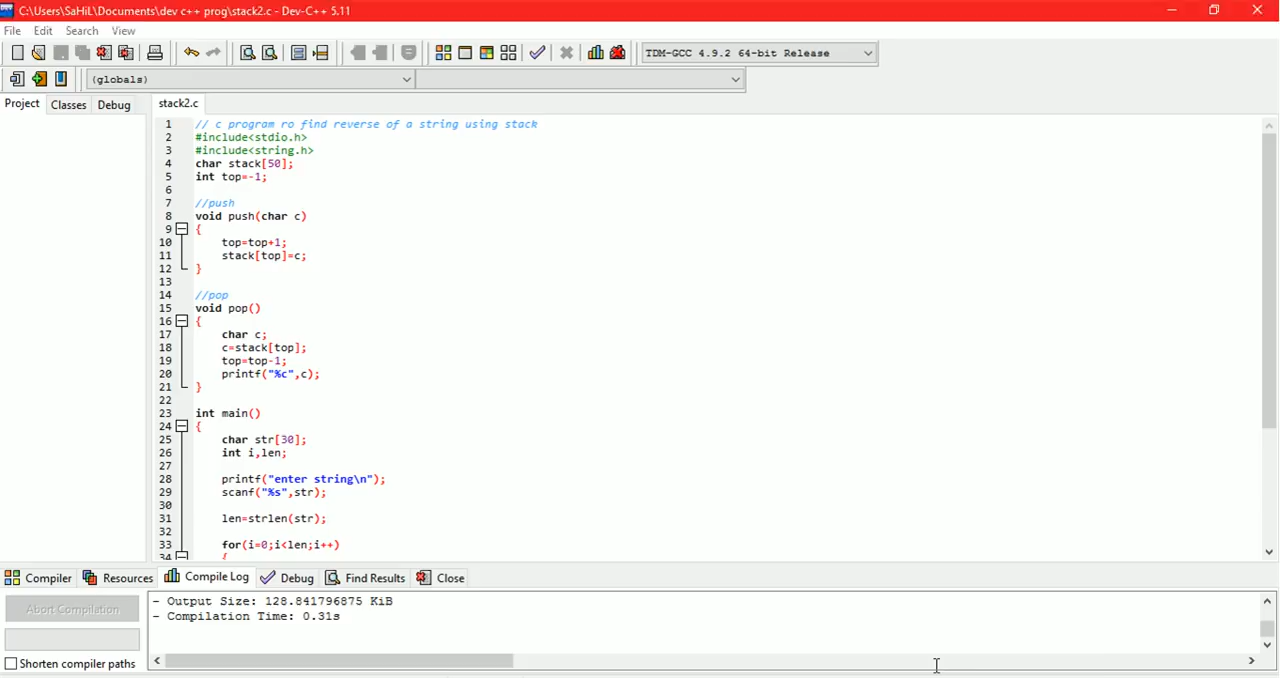 C:\Users\SaHiL\Documents\dev c++ prog\stack2.c - Dev-C++ 5.11
File Edit Search View
TDM-GCC 4.9.2 64-bit Release
(globals)
Project Classes Debug stack2.c
1 // c program ro find reverse of a string using stack
2 #include<stdio.h>
3 #include<string.h>
4 char stack[50];
5 int top=-1;
6
7 //push
8 void push(char c)
9 {
10 top=top+1;
11 stack[top]=c;
12 }
13
14 //pop
15 void pop()
16 {
17 char c;
18 c=stack[top];
19 top=top-1;
20 printf("%c",c);
21 }
22
23 int main()
24 {
25 char str[30];
26 int i,len;
27
28 printf("enter string\n");
29 scanf("%s",str);
30
31 len=strlen(str);
32
33 for(i=0;i<len;i++)
34 {
Compiler Resources Compile Log Debug Find Results Close
Abort Compilation
- Output Size: 128.841796875 KiB
- Compilation Time: 0.31s
Shorten compiler paths